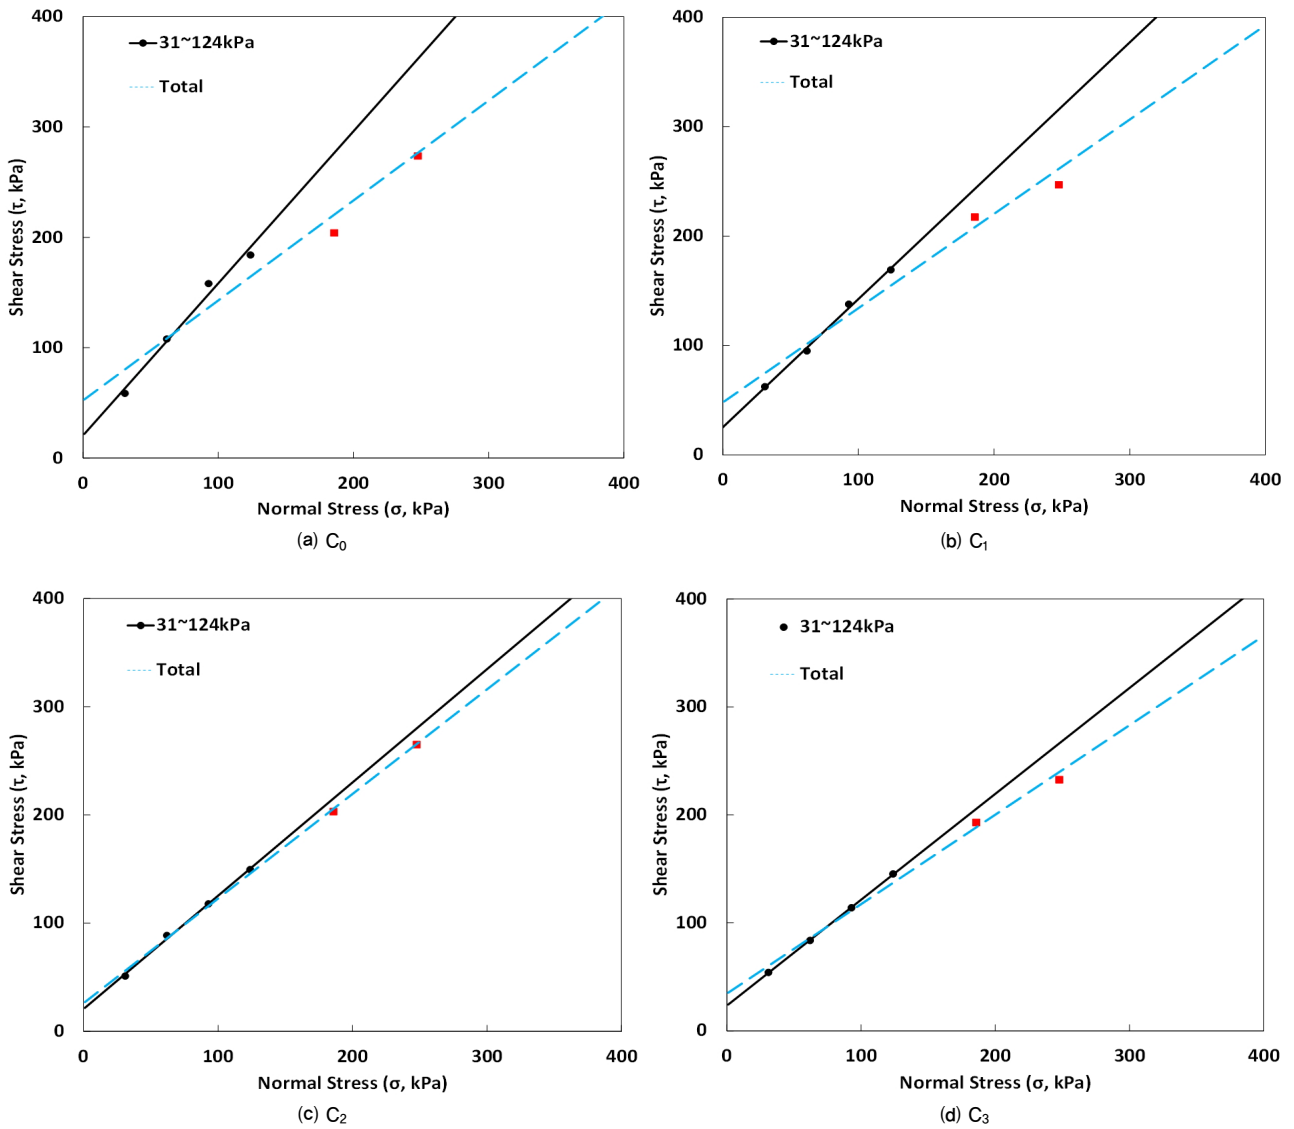 400
300
200
100
0
Shear Stress (τ, kPa)
31~124kPa
Total
0 100 200 300 400
Normal Stress (σ, kPa)
(a) C₀
400
300
200
100
0
Shear Stress (τ, kPa)
31~124kPa
Total
0 100 200 300 400
Normal Stress (σ, kPa)
(b) C₁
400
300
200
100
0
Shear Stress (τ, kPa)
31~124kPa
Total
0 100 200 300 400
Normal Stress (σ, kPa)
(c) C₂
400
300
200
100
0
Shear Stress (τ, kPa)
31~124kPa
Total
0 100 200 300 400
Normal Stress (σ, kPa)
(d) C₃